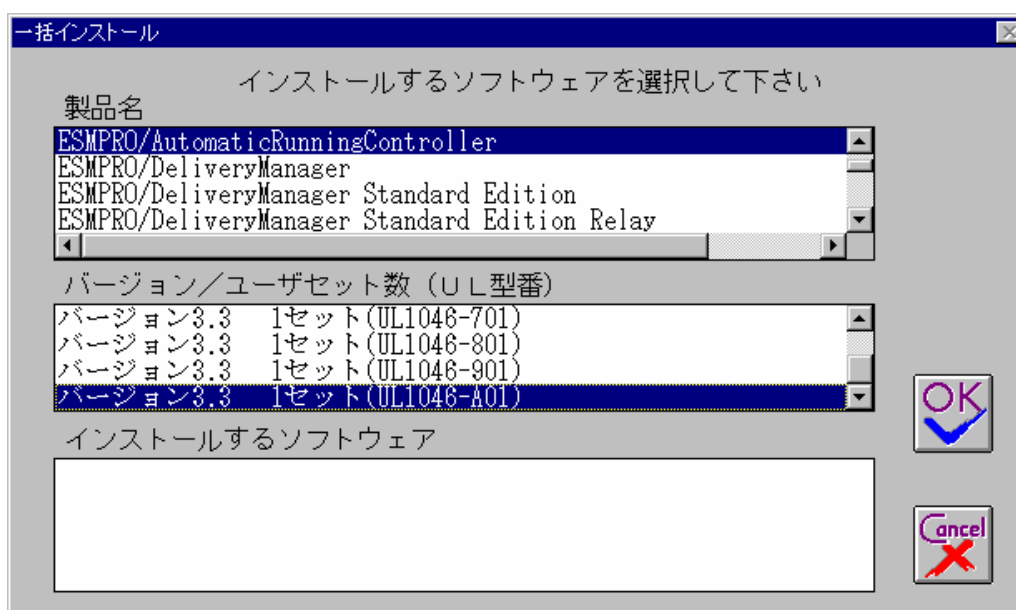 一括インストール
インストールするソフトウェアを選択して下さい
製品名
ESMPRO/AutomaticRunningController
ESMPRO/DeliveryManager
ESMPRO/DeliveryManager Standard Edition
ESMPRO/DeliveryManager Standard Edition Relay
バージョン／ユーザセット数（ＵＬ型番）
バージョン3.3 1セット(UL1046-701)
バージョン3.3 1セット(UL1046-801)
バージョン3.3 1セット(UL1046-901)
バージョン3.3 1セット(UL1046-A01)
OK
インストールするソフトウェア
Cancel